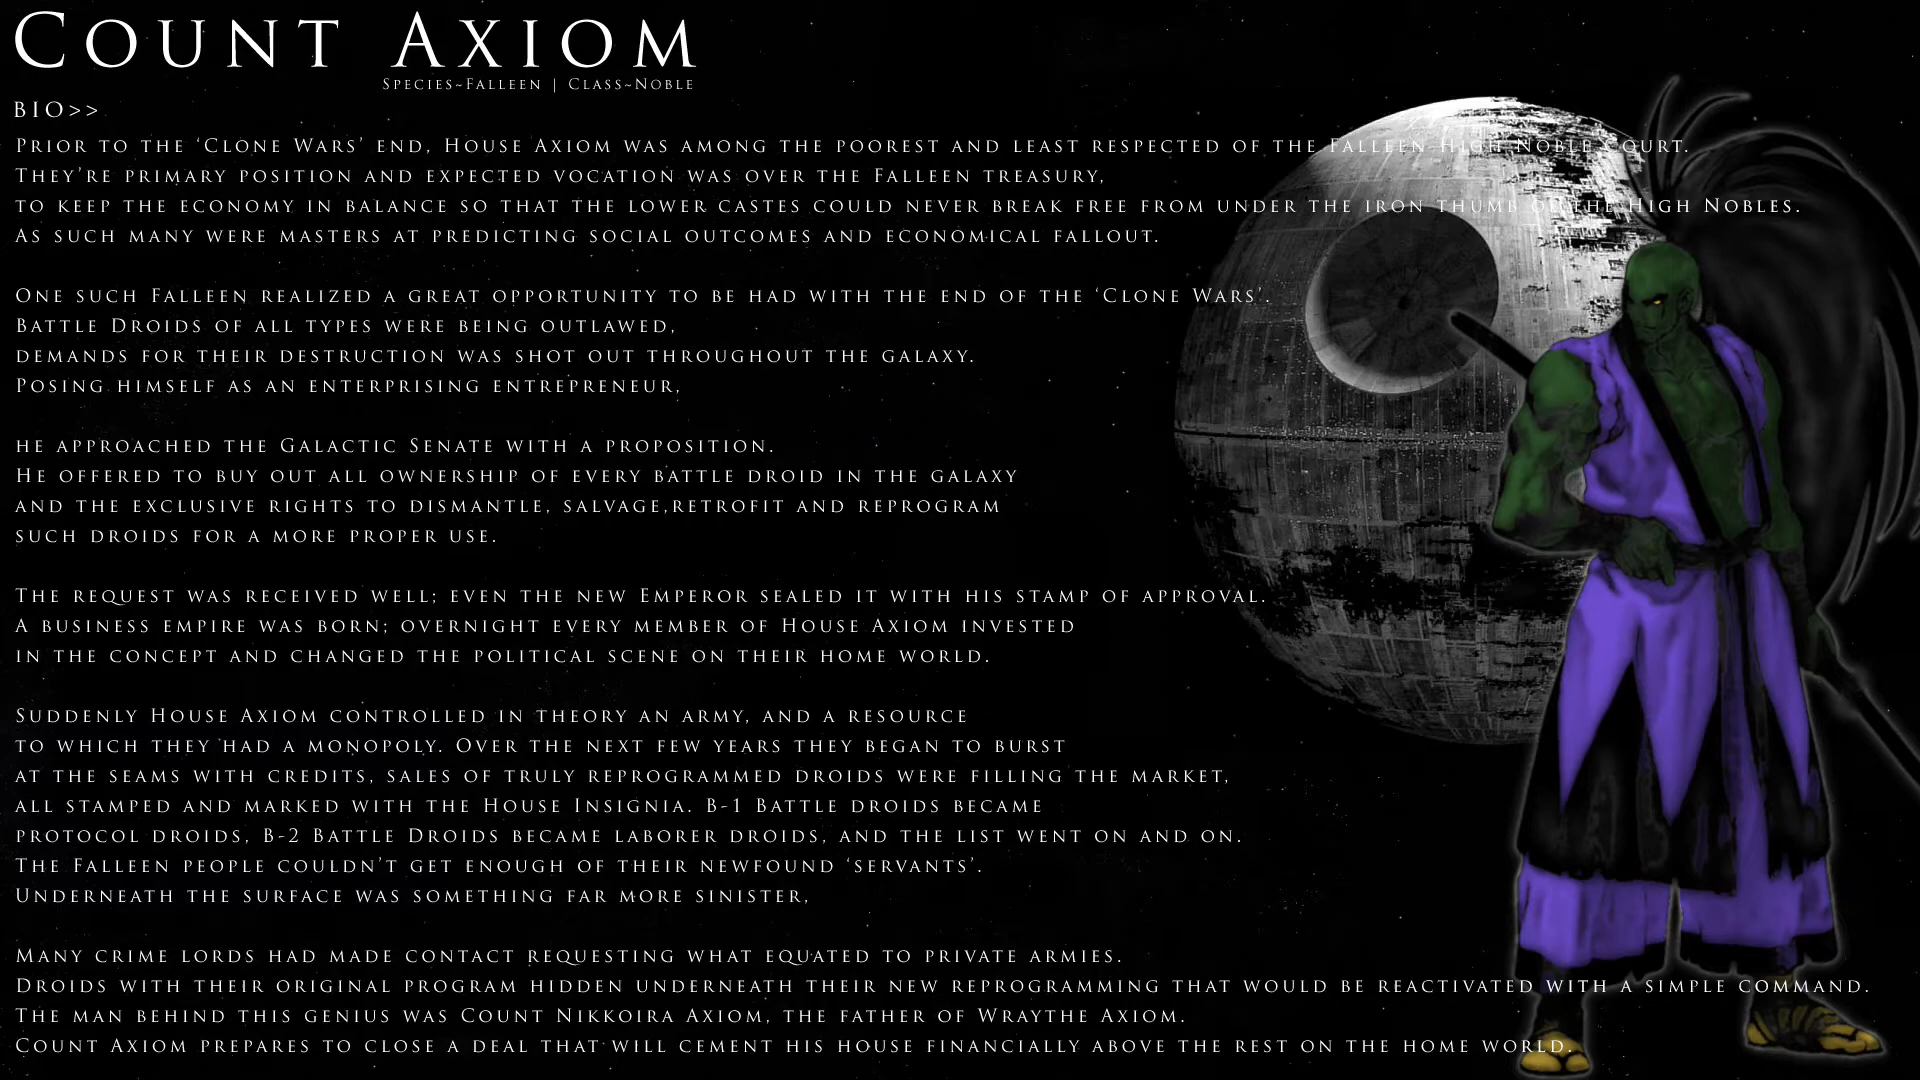 Count Axiom
Species~Falleen | Class~Noble
BIO>>
Prior to the ‘Clone Wars’ end, House Axiom was among the poorest and least respected of the Falleen High Noble Court.
They’re primary position and expected vocation was over the Falleen treasury,
to keep the economy in balance so that the lower castes could never break free from under the iron thumb of the High Nobles.
As such many were masters at predicting social outcomes and economical fallout.
One such Falleen realized a great opportunity to be had with the end of the ‘Clone Wars’.
Battle Droids of all types were being outlawed,
demands for their destruction was shot out throughout the galaxy.
Posing himself as an enterprising entrepreneur,
he approached the Galactic Senate with a proposition.
He offered to buy out all ownership of every battle droid in the galaxy
and the exclusive rights to dismantle, salvage,retrofit and reprogram
such droids for a more proper use.
The request was received well; even the new Emperor sealed it with his stamp of approval.
A business empire was born; overnight every member of House Axiom invested
in the concept and changed the political scene on their home world.
Suddenly House Axiom controlled in theory an army, and a resource
to which they had a monopoly. Over the next few years they began to burst
at the seams with credits, sales of truly reprogrammed droids were filling the market,
all stamped and marked with the House Insignia. B-1 Battle droids became
protocol droids, B-2 Battle Droids became laborer droids, and the list went on and on.
The Falleen people couldn’t get enough of their newfound ‘servants’.
Underneath the surface was something far more sinister,
Many crime lords had made contact requesting what equated to private armies.
Droids with their original program hidden underneath their new reprogramming that would be reactivated with a simple command.
The man behind this genius was Count Nikkoira Axiom, the father of Wraythe Axiom.
Count Axiom prepares to close a deal that will cement his house financially above the rest on the home world.